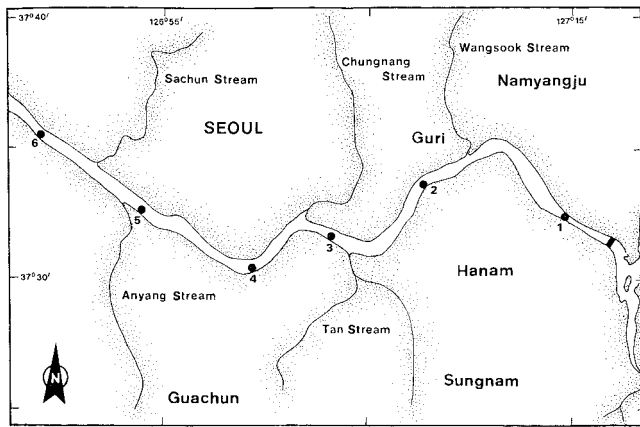 37°40'
126°55'
127°15'
Wangsook Stream
Chungnang
Stream
Sachun Stream
Namyangju
SEOUL
Guri
6
5
2
1
3
4
37°30'
Hanam
Anyang Stream
Tan Stream
N
Guachun
Sungnam